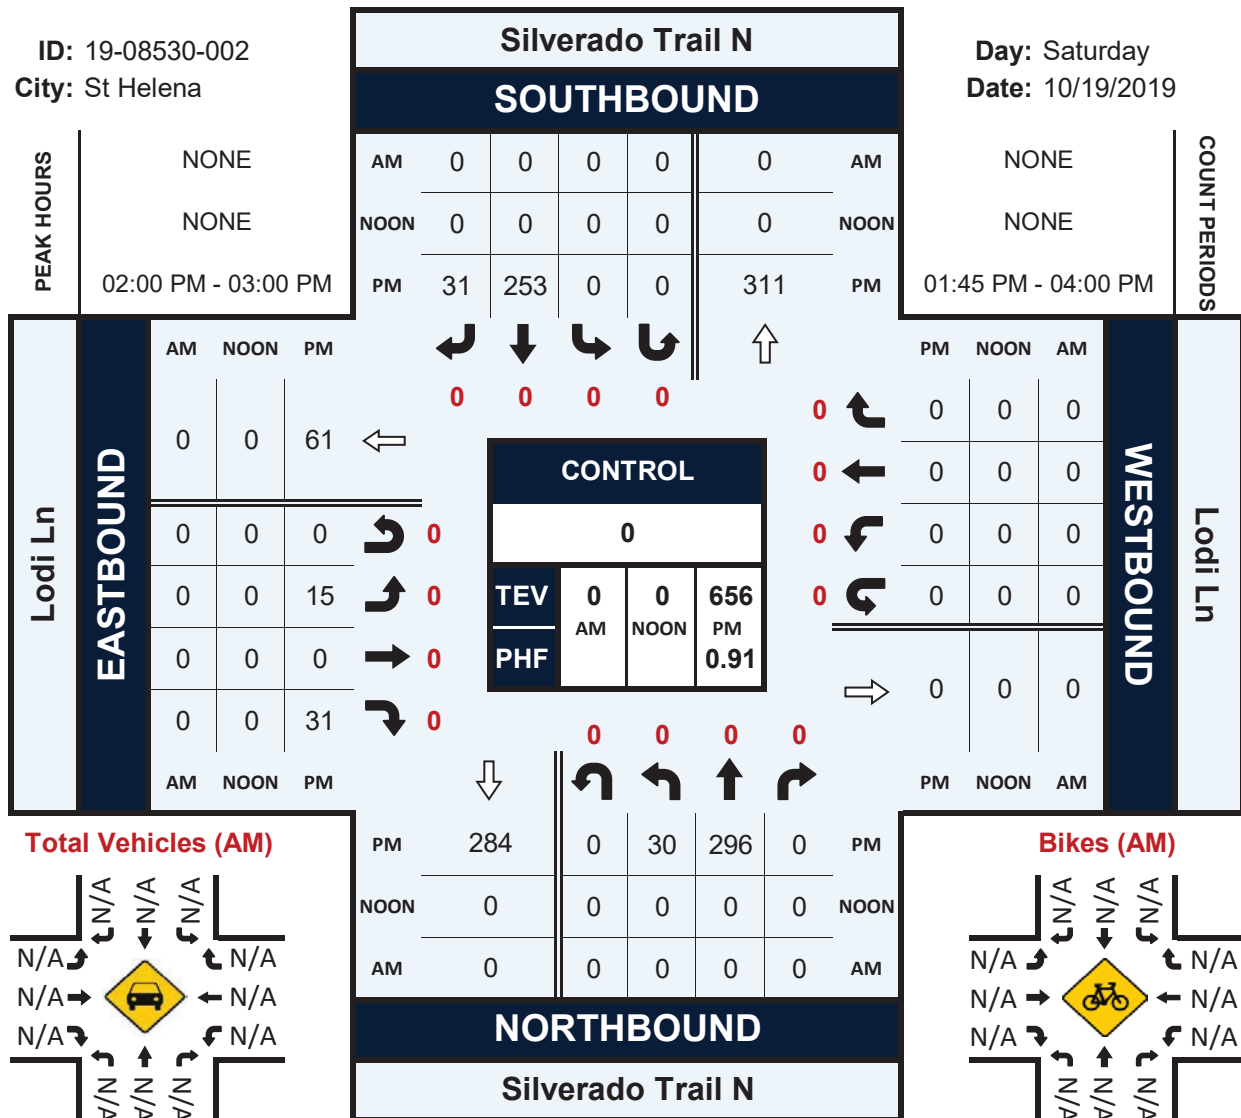 Silverado Trail N
ID: 19-08530-002
Day: Saturday
City: St Helena
Date: 10/19/2019
SOUTHBOUND
PEAK HOURS
NONE
AM 0 0 0 0 0 AM
NONE
COUNT PERIODS
NONE
NOON 0 0 0 0 0 NOON
NONE
02:00 PM - 03:00 PM
PM 31 253 0 0 311 PM
01:45 PM - 04:00 PM
Lodi Ln
EASTBOUND
AM NOON PM
PM NOON AM
0 0 0 0
0 0 61
0 0 0 0
0 0 0 0
0 0 0 0
0 0 0 0
0 0 15 0
0 0 0 0
0 0 0 0
0 0 31 0
0 0 0
AM NOON PM
PM NOON AM
WESTBOUND
Lodi Ln
CONTROL
0
TEV 0 0 656
AM NOON PM
PHF 0.91
0 0 0 0
PM 284 0 30 296 0 PM
NOON 0 0 0 0 0 NOON
AM 0 0 0 0 0 AM
NORTHBOUND
Silverado Trail N
Total Vehicles (AM)
N/A N/A N/A
N/A N/A
N/A N/A
N/A N/A
N/A N/A N/A
Bikes (AM)
N/A N/A N/A
N/A N/A
N/A N/A
N/A N/A
N/A N/A N/A